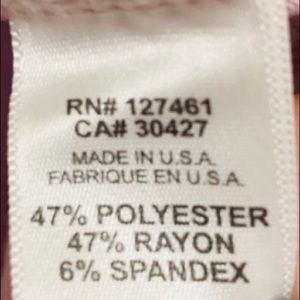 RN# 127461
CA# 30427
MADE IN U.S.A.
FABRIQUE EN U.S.A.
47% POLYESTER
47% RAYON
6% SPANDEX